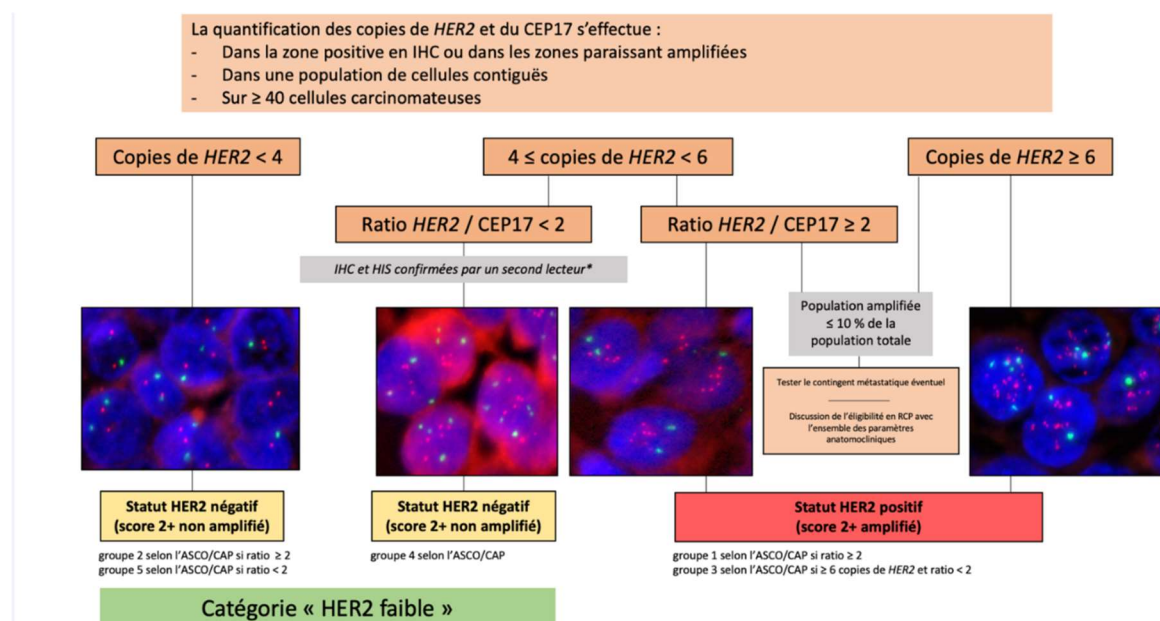 La quantification des copies de HER2 et du CEP17 s’effectue :
- Dans la zone positive en IHC ou dans les zones paraissant amplifiées
- Dans une population de cellules contiguës
- Sur ≥ 40 cellules carcinomateuses
Copies de HER2 < 4
4 ≤ copies de HER2 < 6
Copies de HER2 ≥ 6
Ratio HER2 / CEP17 < 2
Ratio HER2 / CEP17 ≥ 2
IHC et HIS confirmées par un second lecteur*
Population amplifiée
≤ 10 % de la
population totale
Tester le contingent métastatique éventuel
Discussion de l’éligibilité en RCP avec
l’ensemble des paramètres
anatomocliniques
Statut HER2 négatif
(score 2+ non amplifié)
Statut HER2 négatif
(score 2+ non amplifié)
Statut HER2 positif
(score 2+ amplifié)
groupe 2 selon l’ASCO/CAP si ratio ≥ 2
groupe 5 selon l’ASCO/CAP si ratio < 2
groupe 4 selon l’ASCO/CAP
groupe 1 selon l’ASCO/CAP si ratio ≥ 2
groupe 3 selon l’ASCO/CAP si ≥ 6 copies de HER2 et ratio < 2
Catégorie « HER2 faible »